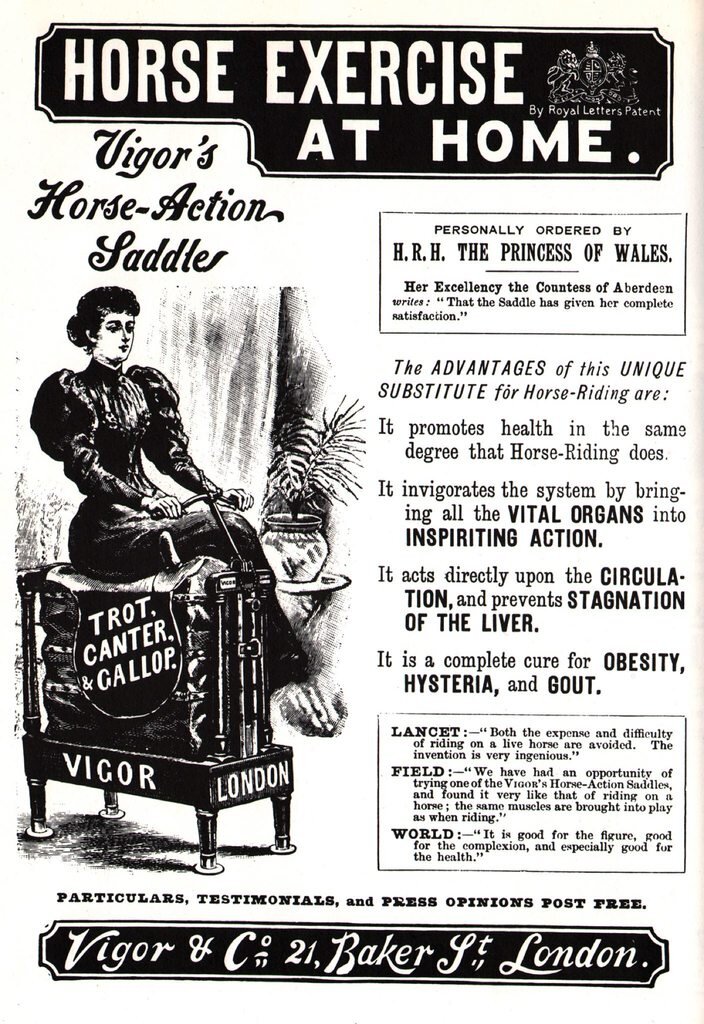 HORSE EXERCISE
By Royal Letters Patent
AT HOME.
Vigor's
Horse-Action
Saddle
PERSONALLY ORDERED BY
H.R.H. THE PRINCESS OF WALES.
Her Excellency the Countess of Aberdeen
writes: "That the Saddle has given her complete
satisfaction."
The ADVANTAGES of this UNIQUE
SUBSTITUTE for Horse-Riding are:
It promotes health in the same
degree that Horse-Riding does.
It invigorates the system by bring-
ing all the VITAL ORGANS into
INSPIRITING ACTION.
It acts directly upon the CIRCULA-
TION, and prevents STAGNATION
OF THE LIVER.
It is a complete cure for OBESITY,
HYSTERIA, and GOUT.
VIGOR
TROT,
CANTER,
& GALLOP.
VIGOR
LONDON
LANCET:—"Both the expense and difficulty
of riding on a live horse are avoided. The
invention is very ingenious."
FIELD:—"We have had an opportunity of
trying one of the VIGOR'S Horse-Action Saddles,
and found it very like that of riding on a
horse; the same muscles are brought into play
as when riding."
WORLD:—"It is good for the figure, good
for the complexion, and especially good for
the health."
PARTICULARS, TESTIMONIALS, and PRESS OPINIONS POST FREE.
Vigor & Co., 21, Baker St., London.